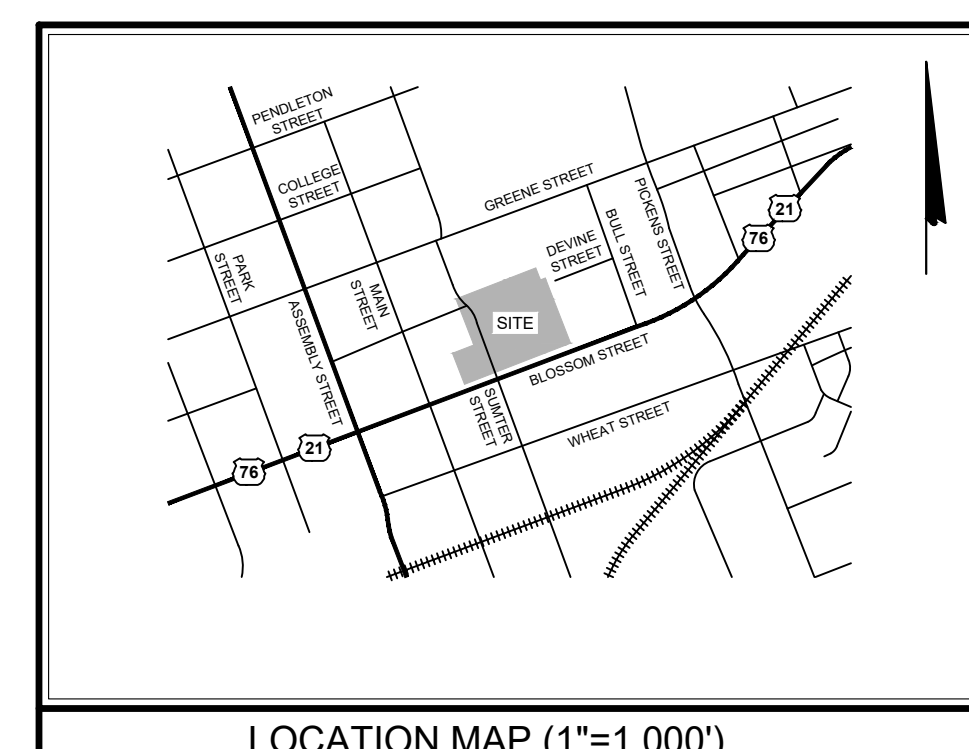 PENDLETON
STREET
COLLEGE
STREET
GREENE STREET
PICKENS STREET
21
76
BULL STREET
DEVINE
STREET
PARK
STREET
MAIN
STREET
ASSEMBLY STREET
SITE
BLOSSOM STREET
SUMTER
STREET
WHEAT STREET
21
76
LOCATION MAP (1"=1,000')